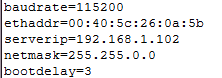 baudrate=115200
ethaddr=00:40:5c:26:0a:5b
serverip=192.168.1.102
netmask=255.255.0.0
bootdelay=3